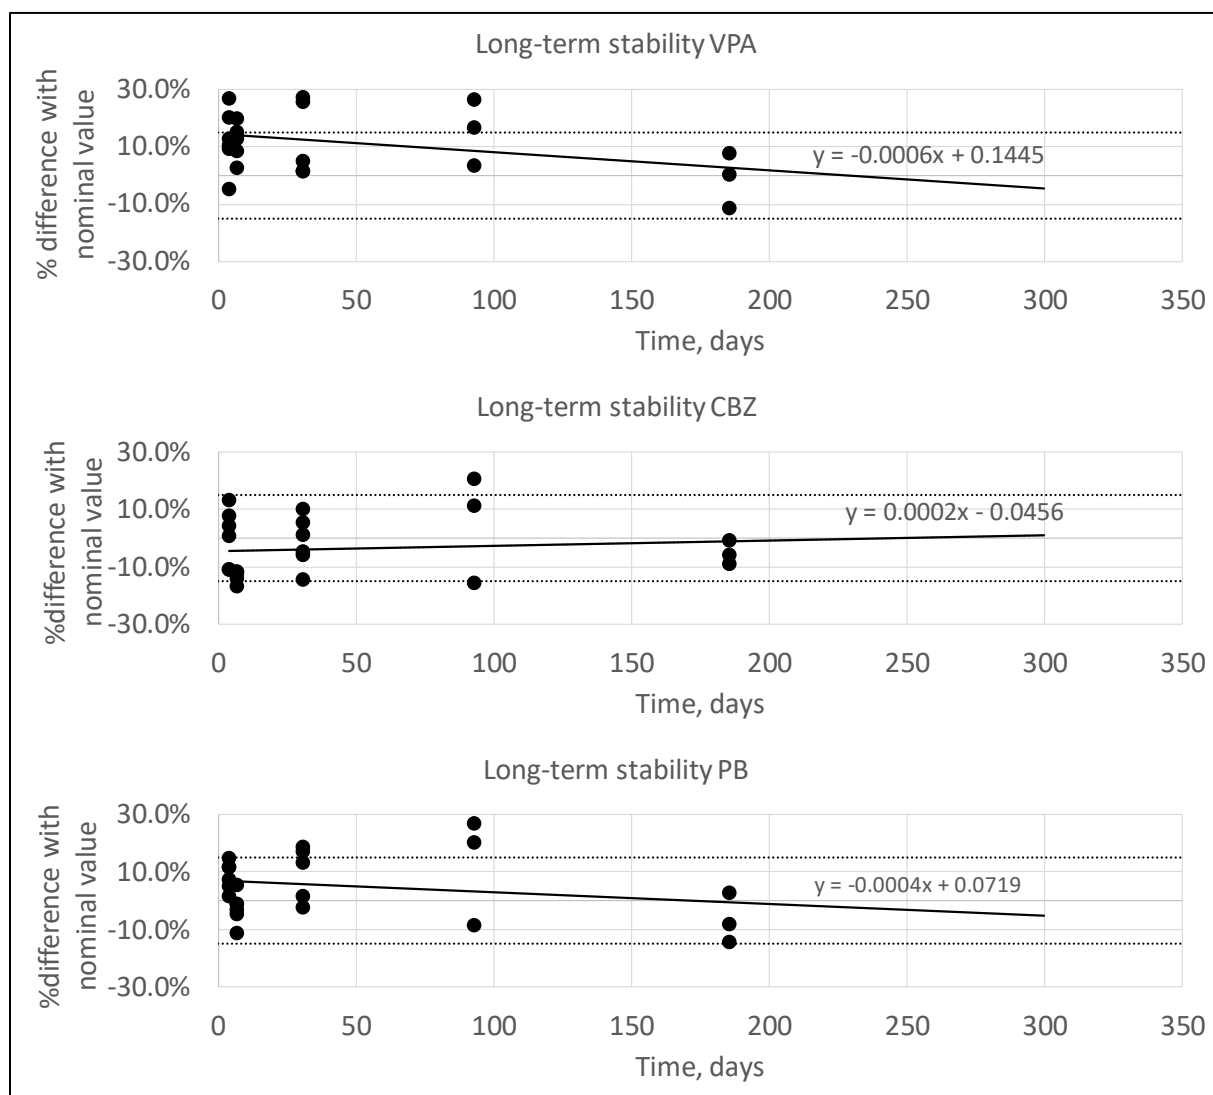 Long-term stability VPA
% difference with
nominal value
30.0%
10.0%
-10.0%
-30.0%
y = -0.0006x + 0.1445
0 50 100 150 200 250 300 350
Time, days
Long-term stability CBZ
%difference with
nominal value
30.0%
10.0%
-10.0%
-30.0%
y = 0.0002x - 0.0456
0 50 100 150 200 250 300 350
Time, days
Long-term stability PB
%difference with
nominal value
30.0%
10.0%
-10.0%
-30.0%
y = -0.0004x + 0.0719
0 50 100 150 200 250 300 350
Time, days